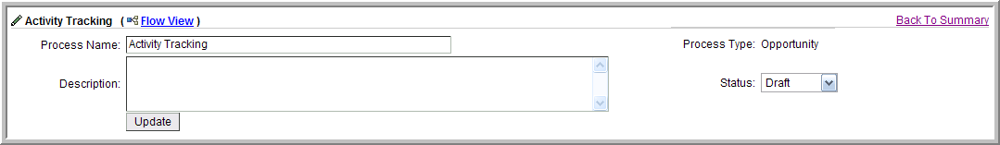 Activity Tracking ( Flow View ) Back To Summary
Process Name: Activity Tracking Process Type: Opportunity
Description: Status: Draft
Update